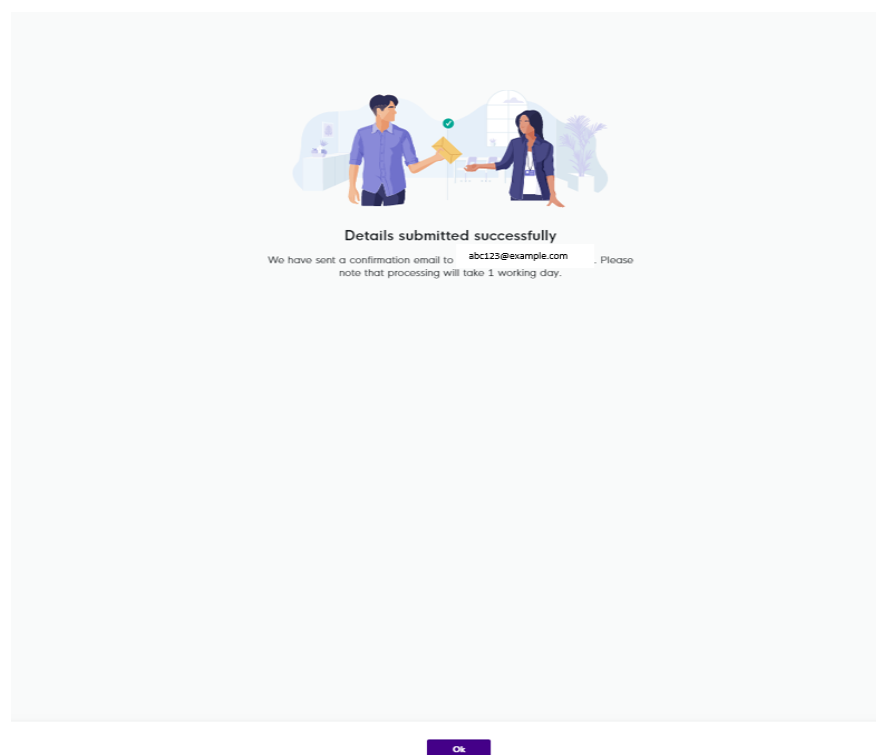 Details submitted successfully
We have sent a confirmation email to abc123@example.com . Please
note that processing will take 1 working day.
Ok